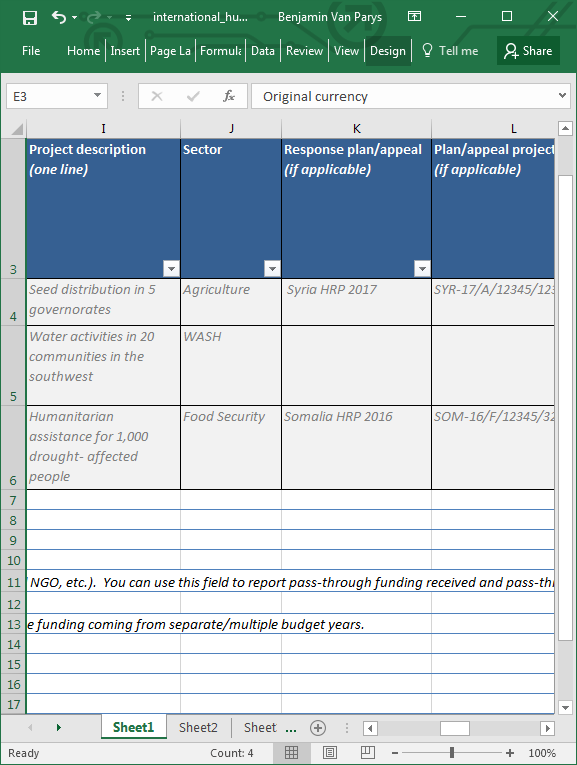 international_hu... Benjamin Van Parys
File Home Insert Page La Formula Data Review View Design Tell me Share
E3 fx Original currency
I J K L
3 Project description Sector Response plan/appeal Plan/appeal project
(one line) (if applicable) (if applicable)
4 Seed distribution in 5 Agriculture Syria HRP 2017 SYR-17/A/12345/123
governorates
5 Water activities in 20 WASH
communities in the
southwest
6 Humanitarian Food Security Somalia HRP 2016 SOM-16/F/12345/32
assistance for 1,000
drought- affected
people
7
8
9
10
11 NGO, etc.). You can use this field to report pass-through funding received and pass-th
12
13 e funding coming from separate/multiple budget years.
14
15
16
17
Sheet1 Sheet2 Sheet ...
Ready Count: 4 100%